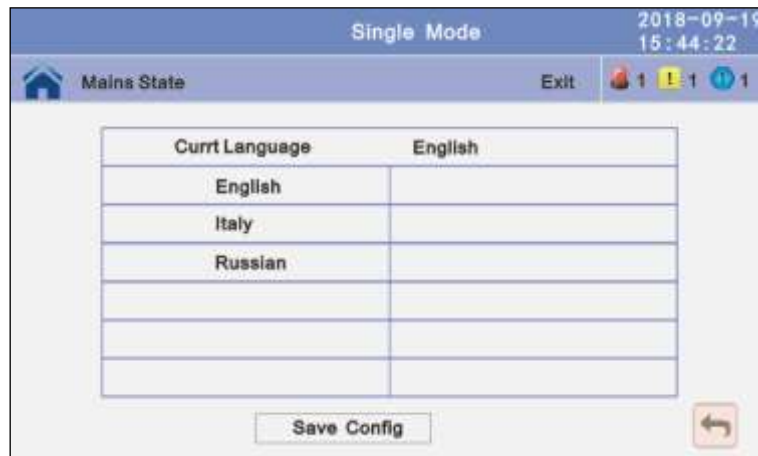 Single Mode
2018-09-19
15:44:22
Mains State Exit 1 ! 1 1
Currt Language English
English
Italy
Russian
Save Config